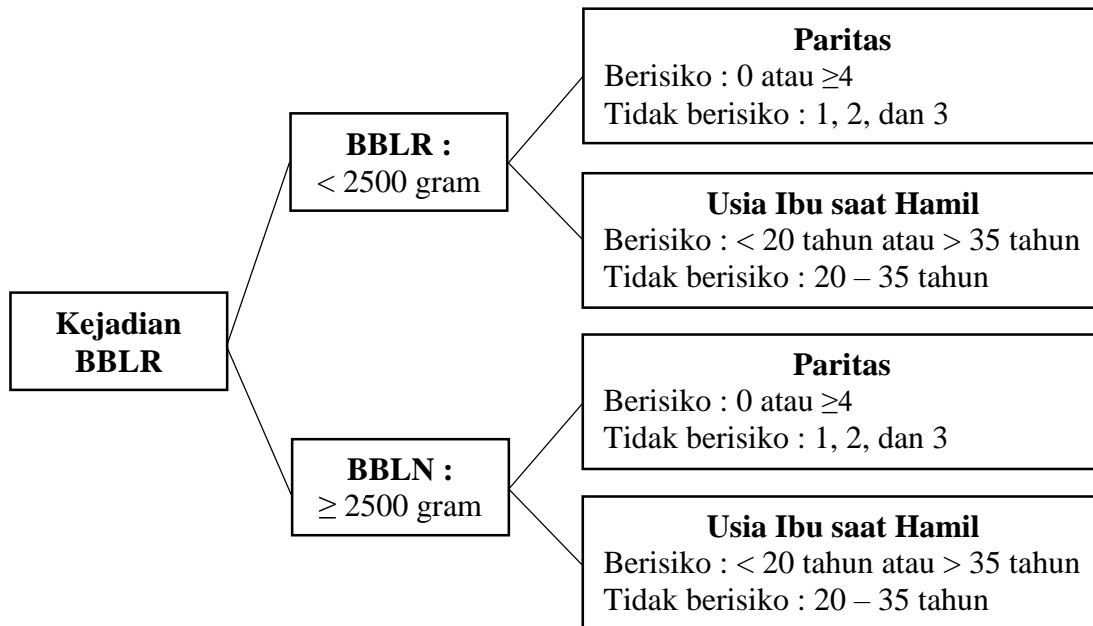 Kejadian
BBLR
BBLR :
< 2500 gram
Paritas
Berisiko : 0 atau ≥4
Tidak berisiko : 1, 2, dan 3
Usia Ibu saat Hamil
Berisiko : < 20 tahun atau > 35 tahun
Tidak berisiko : 20 – 35 tahun
BBLN :
≥ 2500 gram
Paritas
Berisiko : 0 atau ≥4
Tidak berisiko : 1, 2, dan 3
Usia Ibu saat Hamil
Berisiko : < 20 tahun atau > 35 tahun
Tidak berisiko : 20 – 35 tahun